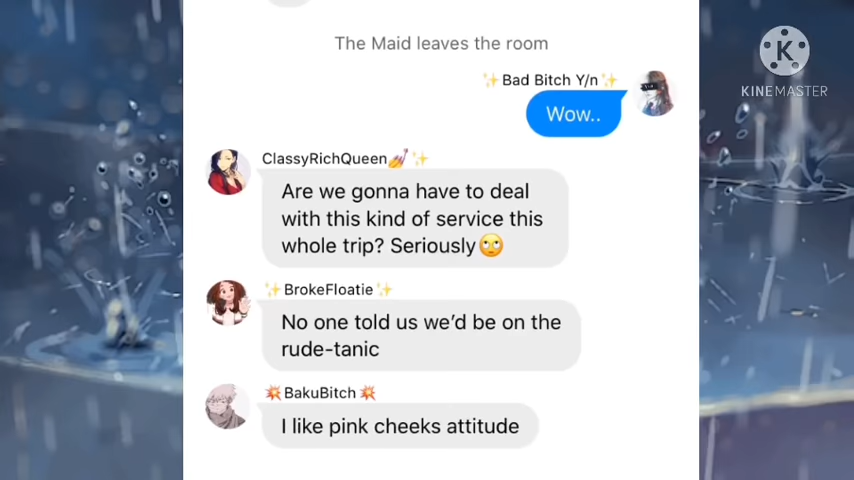 The Maid leaves the room
✨Bad Bitch Y/n✨
Wow..
ClassyRichQueen💅✨
Are we gonna have to deal
with this kind of service this
whole trip? Seriously🙄
✨BrokeFloatie✨
No one told us we’d be on the
rude-tanic
💥BakuBitch💥
I like pink cheeks attitude
K
KINEMASTER